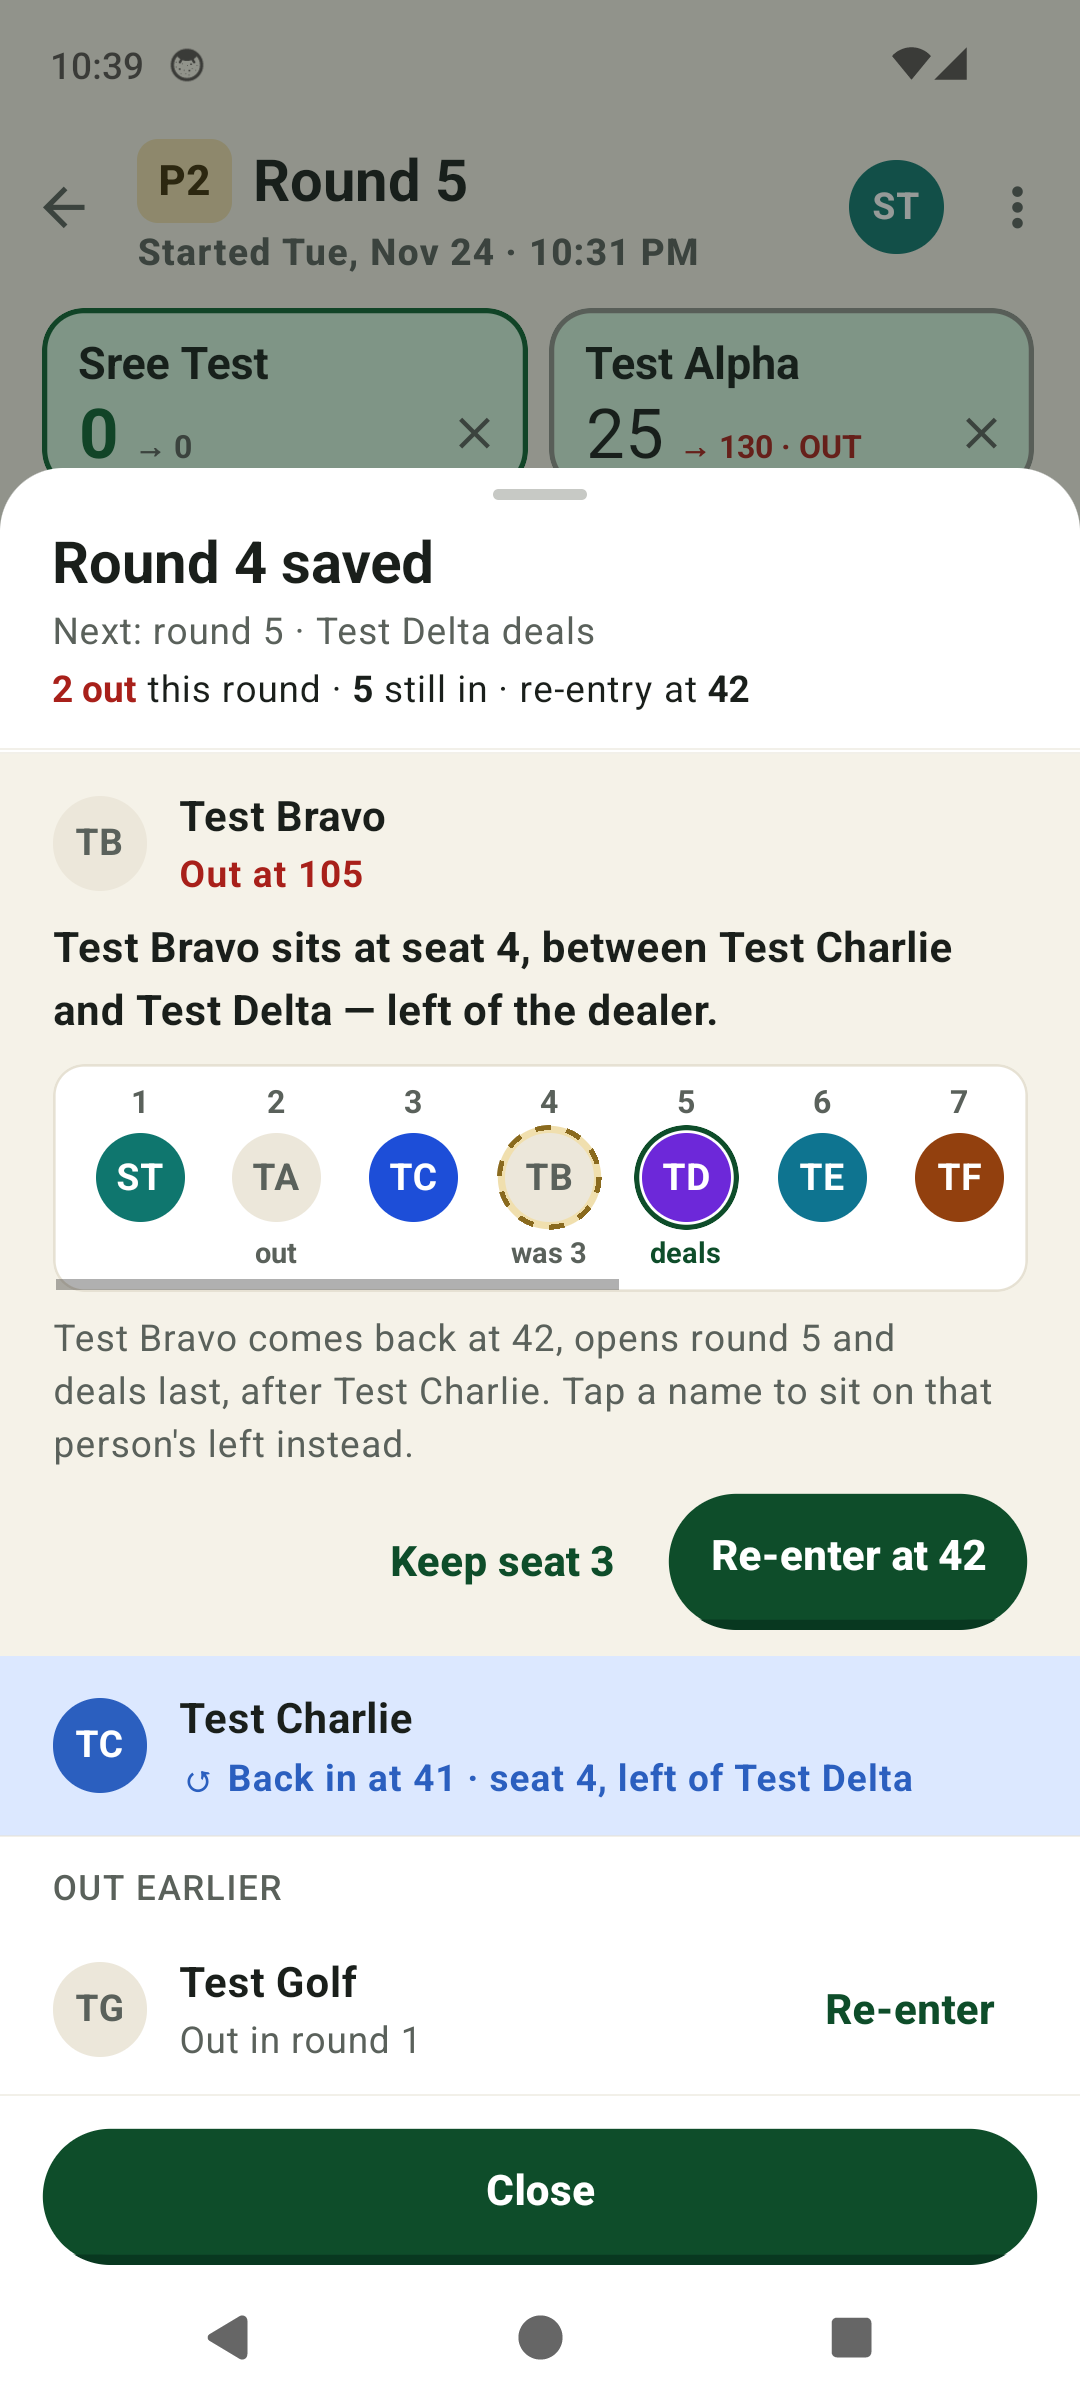 10:39
P2 Round 5
ST
Started Tue, Nov 24 · 10:31 PM
Sree Test
0 → 0 ×
Test Alpha
25 → 130 · OUT ×
Round 4 saved
Next: round 5 · Test Delta deals
2 out this round · 5 still in · re-entry at 42
TB
Test Bravo
Out at 105
Test Bravo sits at seat 4, between Test Charlie
and Test Delta — left of the dealer.
1 2 3 4 5 6 7
ST TA TC TB TD TE TF
out was 3 deals
Test Bravo comes back at 42, opens round 5 and
deals last, after Test Charlie. Tap a name to sit on that
person's left instead.
Keep seat 3
Re-enter at 42
TC
Test Charlie
↺ Back in at 41 · seat 4, left of Test Delta
OUT EARLIER
TG
Test Golf
Out in round 1
Re-enter
Close